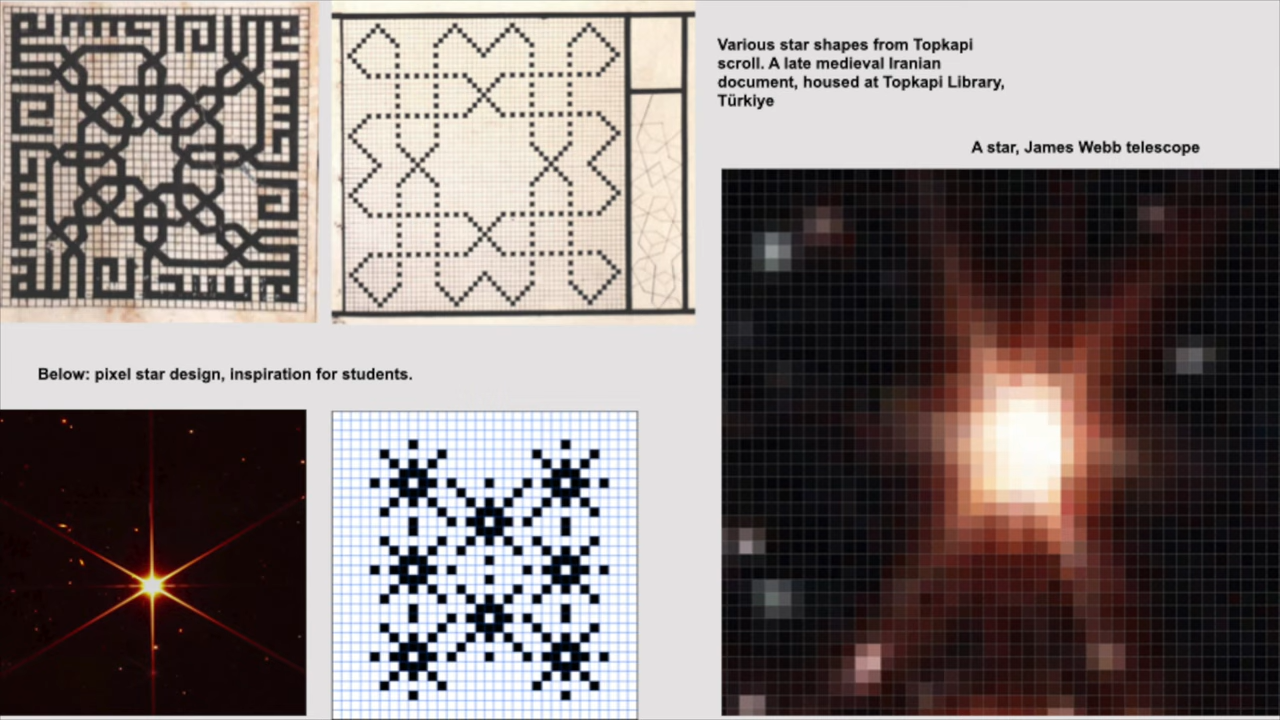 Various star shapes from Topkapi
scroll. A late medieval Iranian
document, housed at Topkapi Library,
Türkiye
A star, James Webb telescope
Below: pixel star design, inspiration for students.